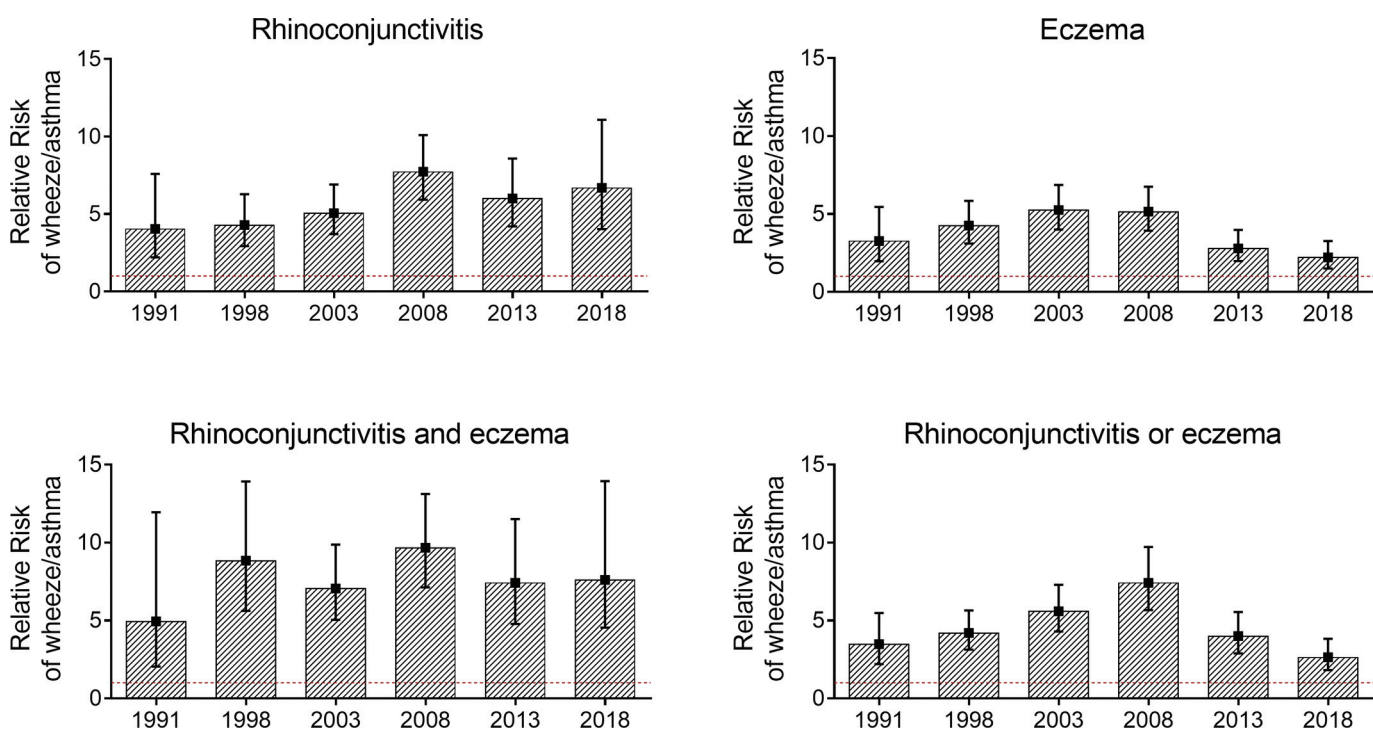 Rhinoconjunctivitis
Relative Risk
of wheeze/asthma
15
10
5
0
1991 1998 2003 2008 2013 2018
Eczema
Relative Risk
of wheeze/asthma
15
10
5
0
1991 1998 2003 2008 2013 2018
Rhinoconjunctivitis and eczema
Relative Risk
of wheeze/asthma
15
10
5
0
1991 1998 2003 2008 2013 2018
Rhinoconjunctivitis or eczema
Relative Risk
of wheeze/asthma
15
10
5
0
1991 1998 2003 2008 2013 2018